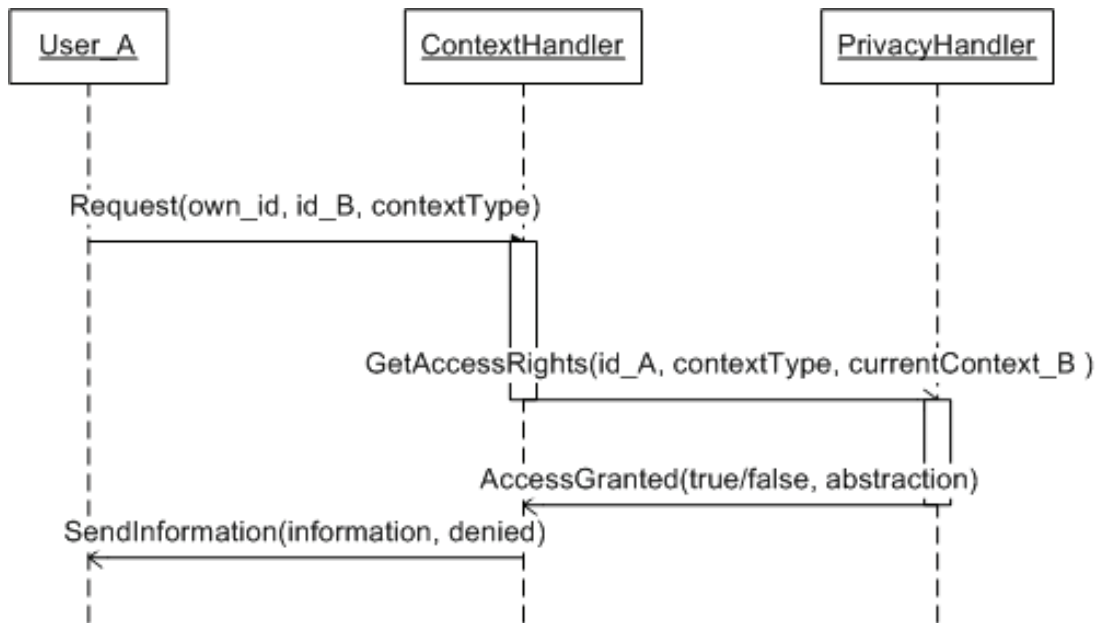 User_A
ContextHandler
PrivacyHandler
Request(own_id, id_B, contextType)
GetAccessRights(id_A, contextType, currentContext_B )
AccessGranted(true/false, abstraction)
SendInformation(information, denied)